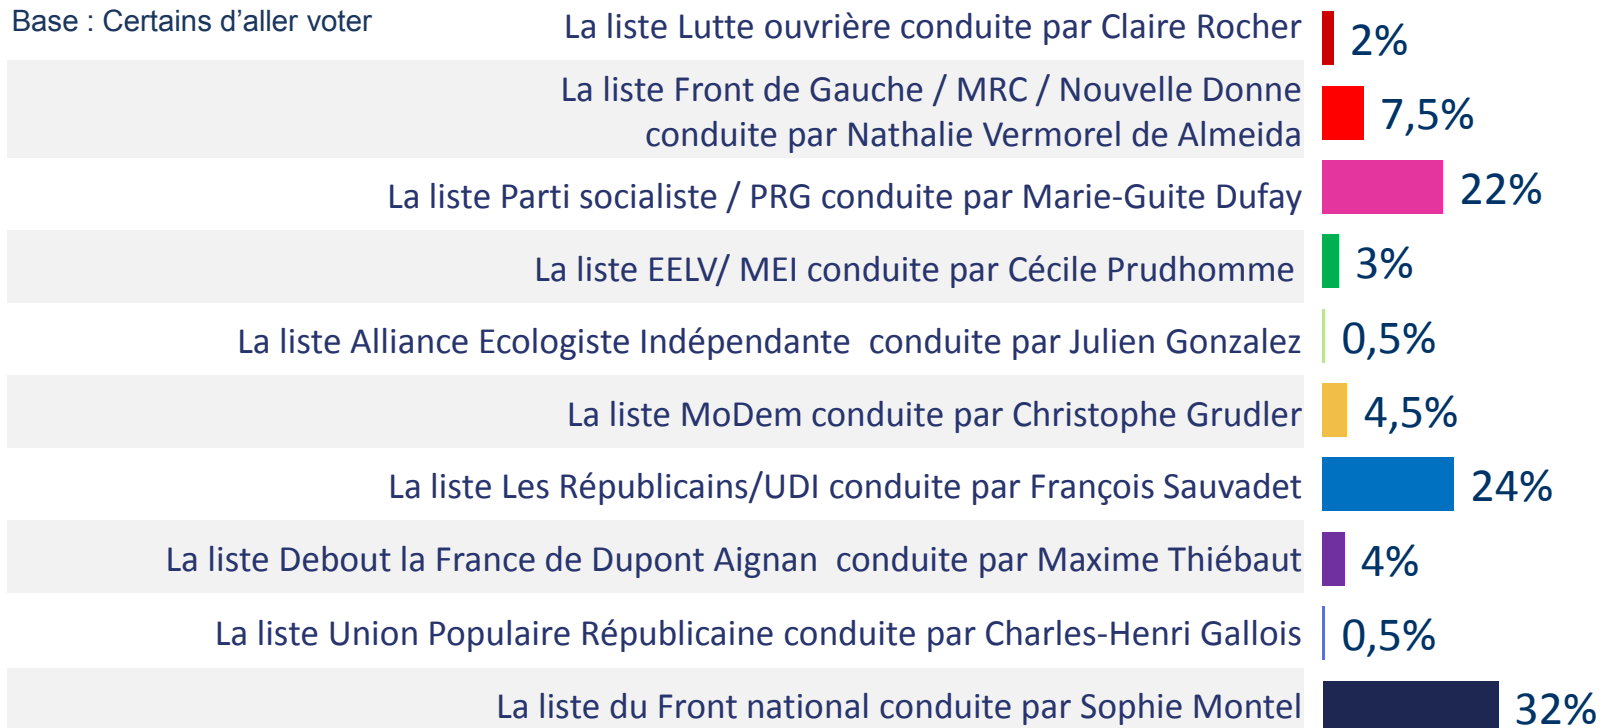 Base : Certains d’aller voter
La liste Lutte ouvrière conduite par Claire Rocher 2%
La liste Front de Gauche / MRC / Nouvelle Donne
conduite par Nathalie Vermorel de Almeida 7,5%
La liste Parti socialiste / PRG conduite par Marie-Guite Dufay 22%
La liste EELV/ MEI conduite par Cécile Prudhomme 3%
La liste Alliance Ecologiste Indépendante conduite par Julien Gonzalez 0,5%
La liste MoDem conduite par Christophe Grudler 4,5%
La liste Les Républicains/UDI conduite par François Sauvadet 24%
La liste Debout la France de Dupont Aignan conduite par Maxime Thiébaut 4%
La liste Union Populaire Républicaine conduite par Charles-Henri Gallois 0,5%
La liste du Front national conduite par Sophie Montel 32%